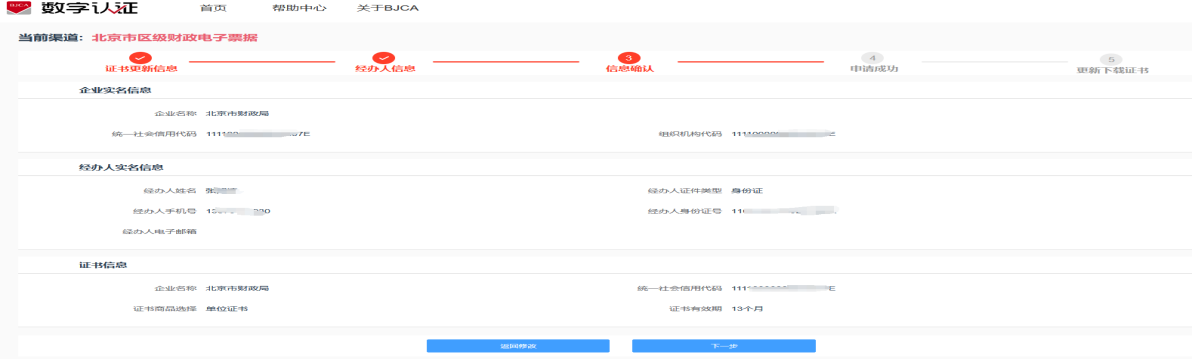 BJCA 数字认证 首页 帮助中心 关于BJCA
当前渠道：北京市区级财政电子票据
3 4 5
证书更新信息 经办人信息 信息确认 申请成功 更新下载证书
企业实名信息
企业名称 北京市财政局
统一社会信用代码 组织机构代码
经办人实名信息
经办人姓名 张 经办人证件类型 身份证
经办人手机号 经办人身份证号 11
经办人电子邮箱
证书信息
企业名称 北京市财政局 统一社会信用代码
证书商品选择 单位证书 证书有效期 13个月
返回修改 下一步